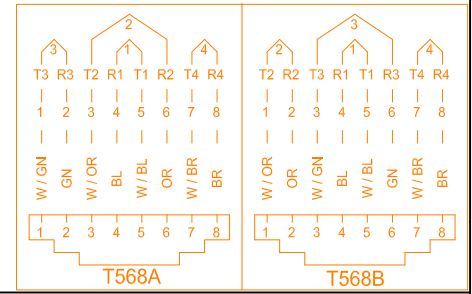 2
3 1 4
T3 R3 T2 R1 T1 R2 T4 R4
1 2 3 4 5 6 7 8
W / GN GN W / OR BL W / BL OR W / BR BR
1 2 3 4 5 6 7 8
T568A
3
2 1 4
T2 R2 T3 R1 T1 R3 T4 R4
1 2 3 4 5 6 7 8
W / OR OR W / GN BL W / BL GN W / BR BR
1 2 3 4 5 6 7 8
T568B